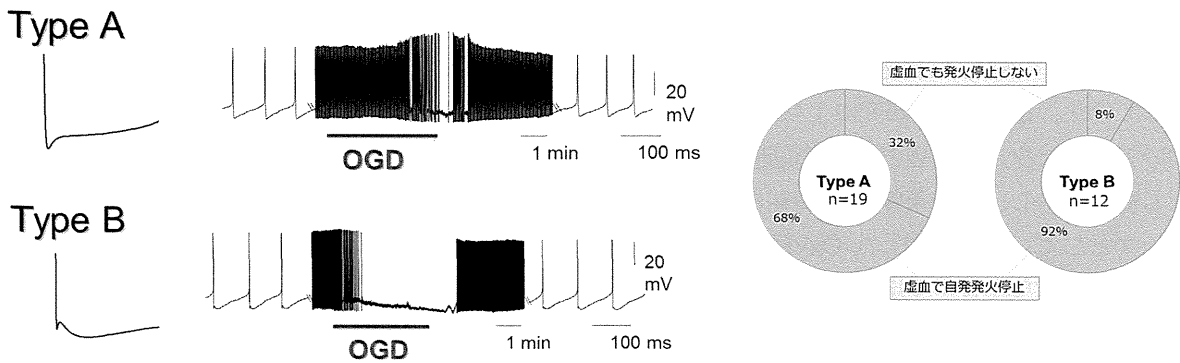 Type A
20
mV
OGD
1 min
100 ms
Type B
20
mV
OGD
1 min
100 ms
虚血でも発火停止しない
32%
68%
Type A
n=19
8%
92%
Type B
n=12
虚血で自発発火停止